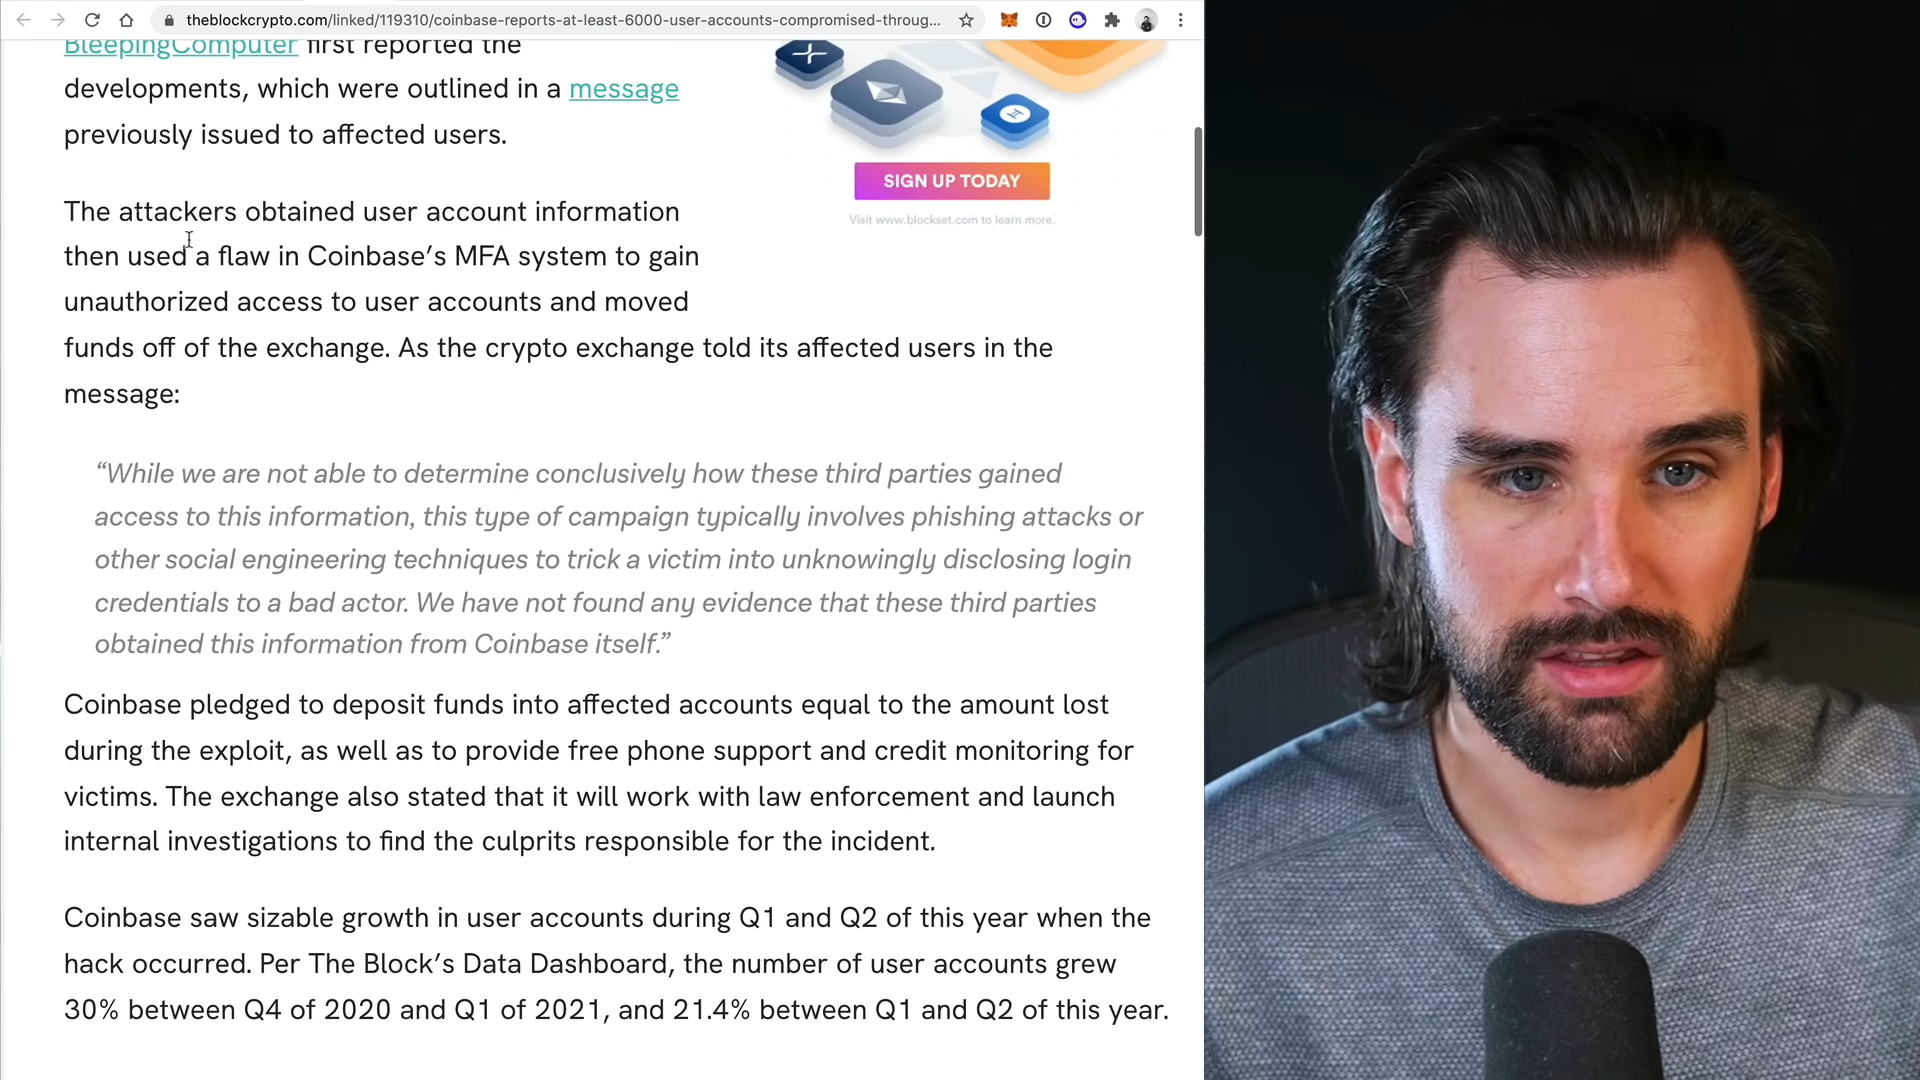 theblockcrypto.com/linked/119310/coinbase-reports-at-least-6000-user-accounts-compromised-throug...
BleepingComputer first reported the
developments, which were outlined in a message
previously issued to affected users.
SIGN UP TODAY
Visit www.blockset.com to learn more.
The attackers obtained user account information
then used a flaw in Coinbase’s MFA system to gain
unauthorized access to user accounts and moved
funds off of the exchange. As the crypto exchange told its affected users in the
message:
“While we are not able to determine conclusively how these third parties gained
access to this information, this type of campaign typically involves phishing attacks or
other social engineering techniques to trick a victim into unknowingly disclosing login
credentials to a bad actor. We have not found any evidence that these third parties
obtained this information from Coinbase itself.”
Coinbase pledged to deposit funds into affected accounts equal to the amount lost
during the exploit, as well as to provide free phone support and credit monitoring for
victims. The exchange also stated that it will work with law enforcement and launch
internal investigations to find the culprits responsible for the incident.
Coinbase saw sizable growth in user accounts during Q1 and Q2 of this year when the
hack occurred. Per The Block’s Data Dashboard, the number of user accounts grew
30% between Q4 of 2020 and Q1 of 2021, and 21.4% between Q1 and Q2 of this year.